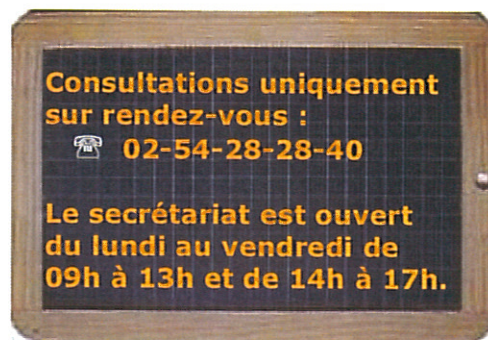 Consultations uniquement
sur rendez-vous :
☎ 02-54-28-28-40
Le secrétariat est ouvert
du lundi au vendredi de
09h à 13h et de 14h à 17h.